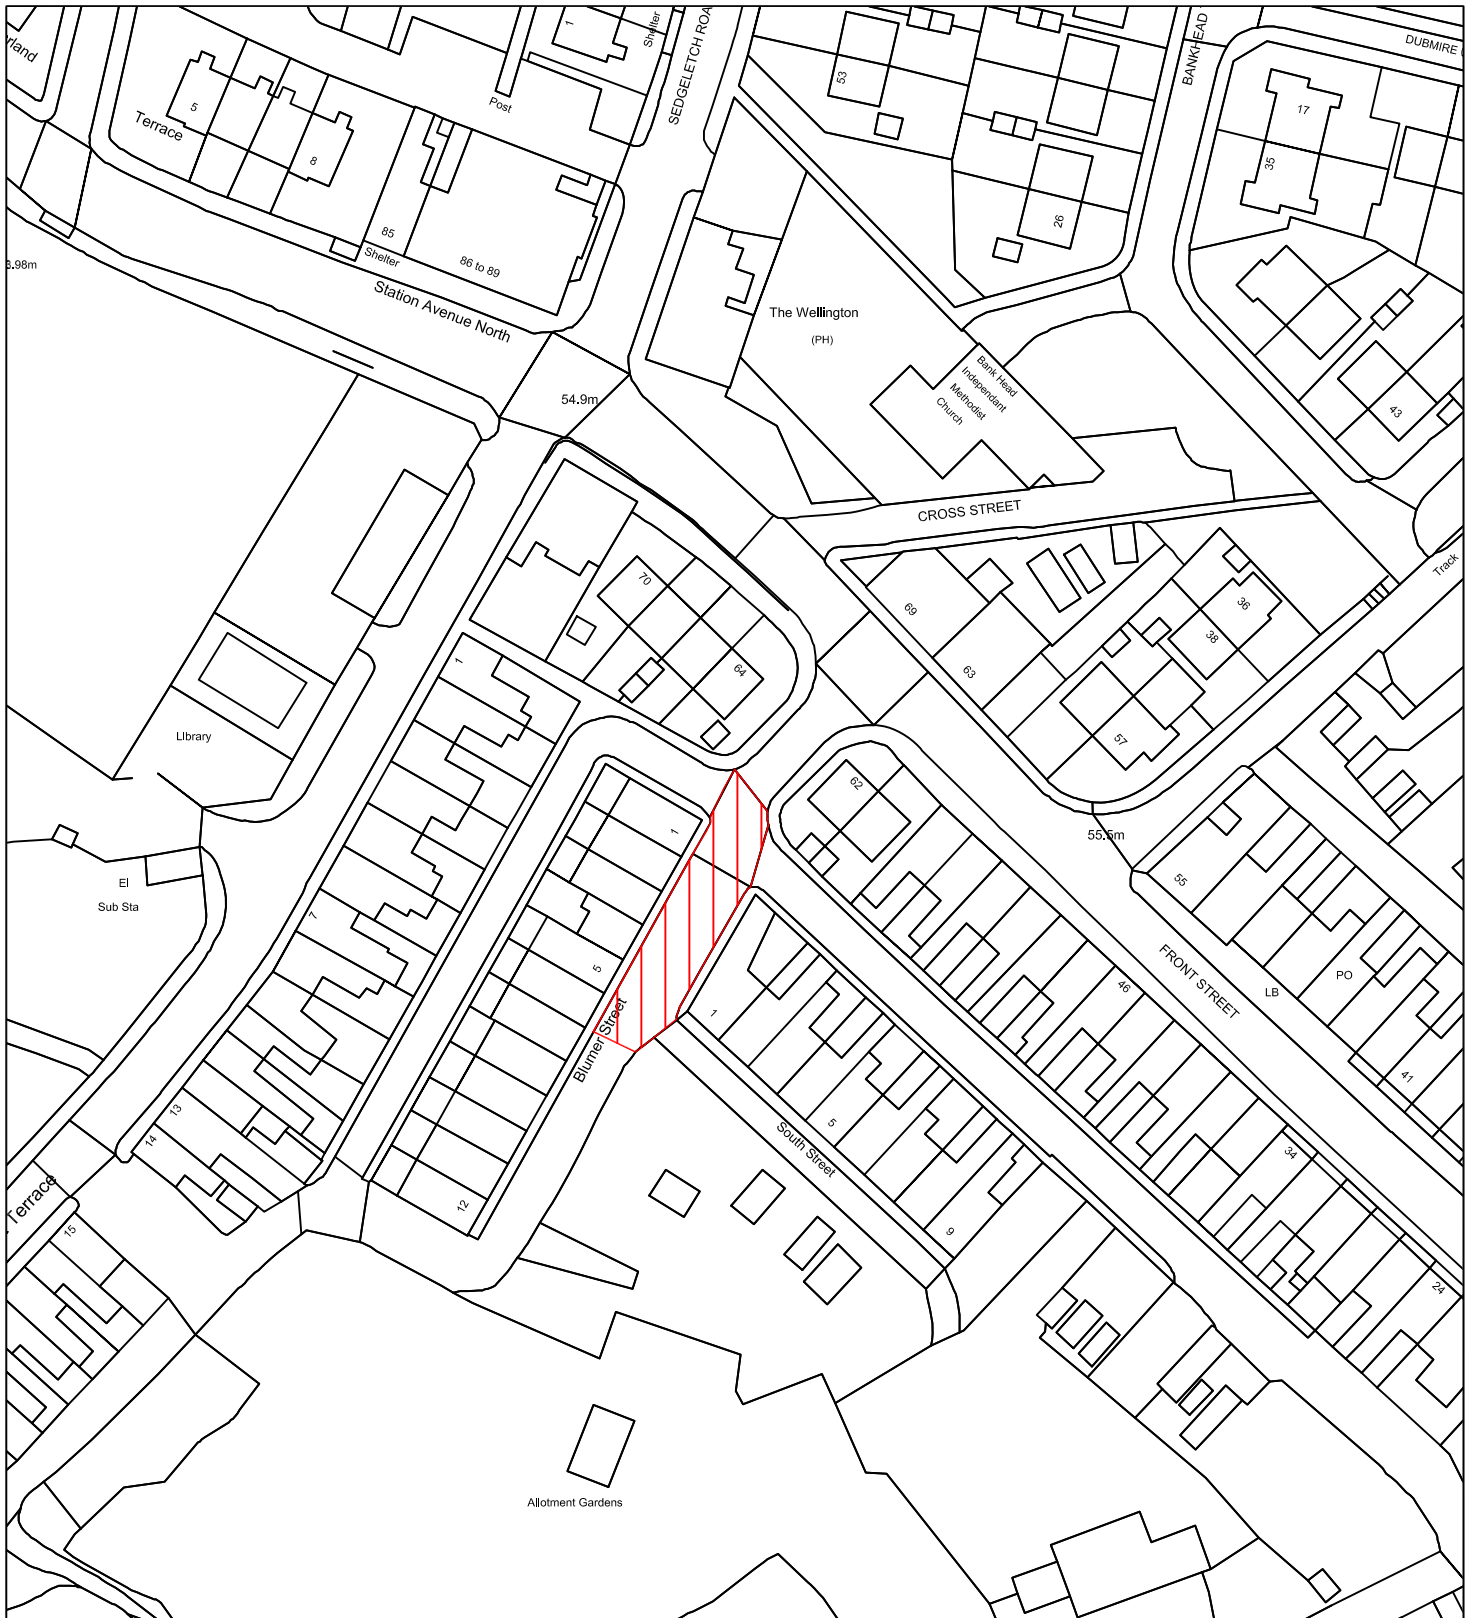 1
Shelter
SEDGELETCH ROA
BANKHEAD
DUBMIRE
rland
5
Terrace
8
Post
53
17
35
26
85
Shelter
86 to 89
Station Avenue North
The Wellington
(PH)
Bank Head
Independant
Methodist
Church
54.9m
43
CROSS STREET
Track
70
64
69
63
36
38
57
1
LIbrary
62
55.5m
1
El
Sub Sta
7
5
55
46
FRONT STREET
LB
PO
41
Blumer Street
1
South Street
5
9
34
24
13
14
12
Terrace
15
Allotment Gardens